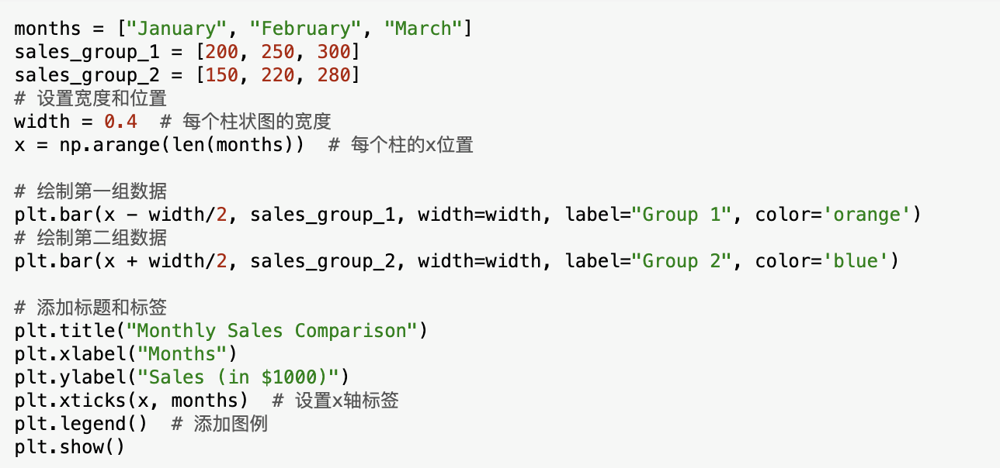 months = ["January", "February", "March"]
sales_group_1 = [200, 250, 300]
sales_group_2 = [150, 220, 280]
# 设置宽度和位置
width = 0.4  # 每个柱状图的宽度
x = np.arange(len(months))  # 每个柱的x位置

# 绘制第一组数据
plt.bar(x - width/2, sales_group_1, width=width, label="Group 1", color='orange')
# 绘制第二组数据
plt.bar(x + width/2, sales_group_2, width=width, label="Group 2", color='blue')

# 添加标题和标签
plt.title("Monthly Sales Comparison")
plt.xlabel("Months")
plt.ylabel("Sales (in $1000)")
plt.xticks(x, months)  # 设置x轴标签
plt.legend()  # 添加图例
plt.show()